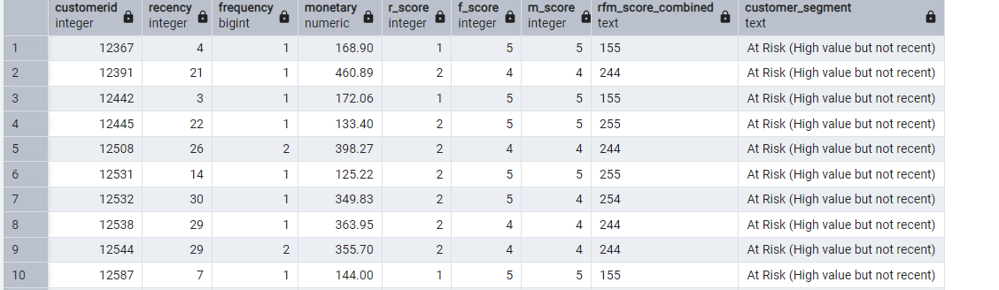 customerid recency frequency monetary r_score f_score m_score rfm_score_combined customer_segment
integer integer bigint numeric integer integer integer text text
1 12367 4 1 168.90 1 5 5 155 At Risk (High value but not recent)
2 12391 21 1 460.89 2 4 4 244 At Risk (High value but not recent)
3 12442 3 1 172.06 1 5 5 155 At Risk (High value but not recent)
4 12445 22 1 133.40 2 5 5 255 At Risk (High value but not recent)
5 12508 26 2 398.27 2 4 4 244 At Risk (High value but not recent)
6 12531 14 1 125.22 2 5 5 255 At Risk (High value but not recent)
7 12532 30 1 349.83 2 5 4 254 At Risk (High value but not recent)
8 12538 29 1 363.95 2 4 4 244 At Risk (High value but not recent)
9 12544 29 2 355.70 2 4 4 244 At Risk (High value but not recent)
10 12587 7 1 144.00 1 5 5 155 At Risk (High value but not recent)